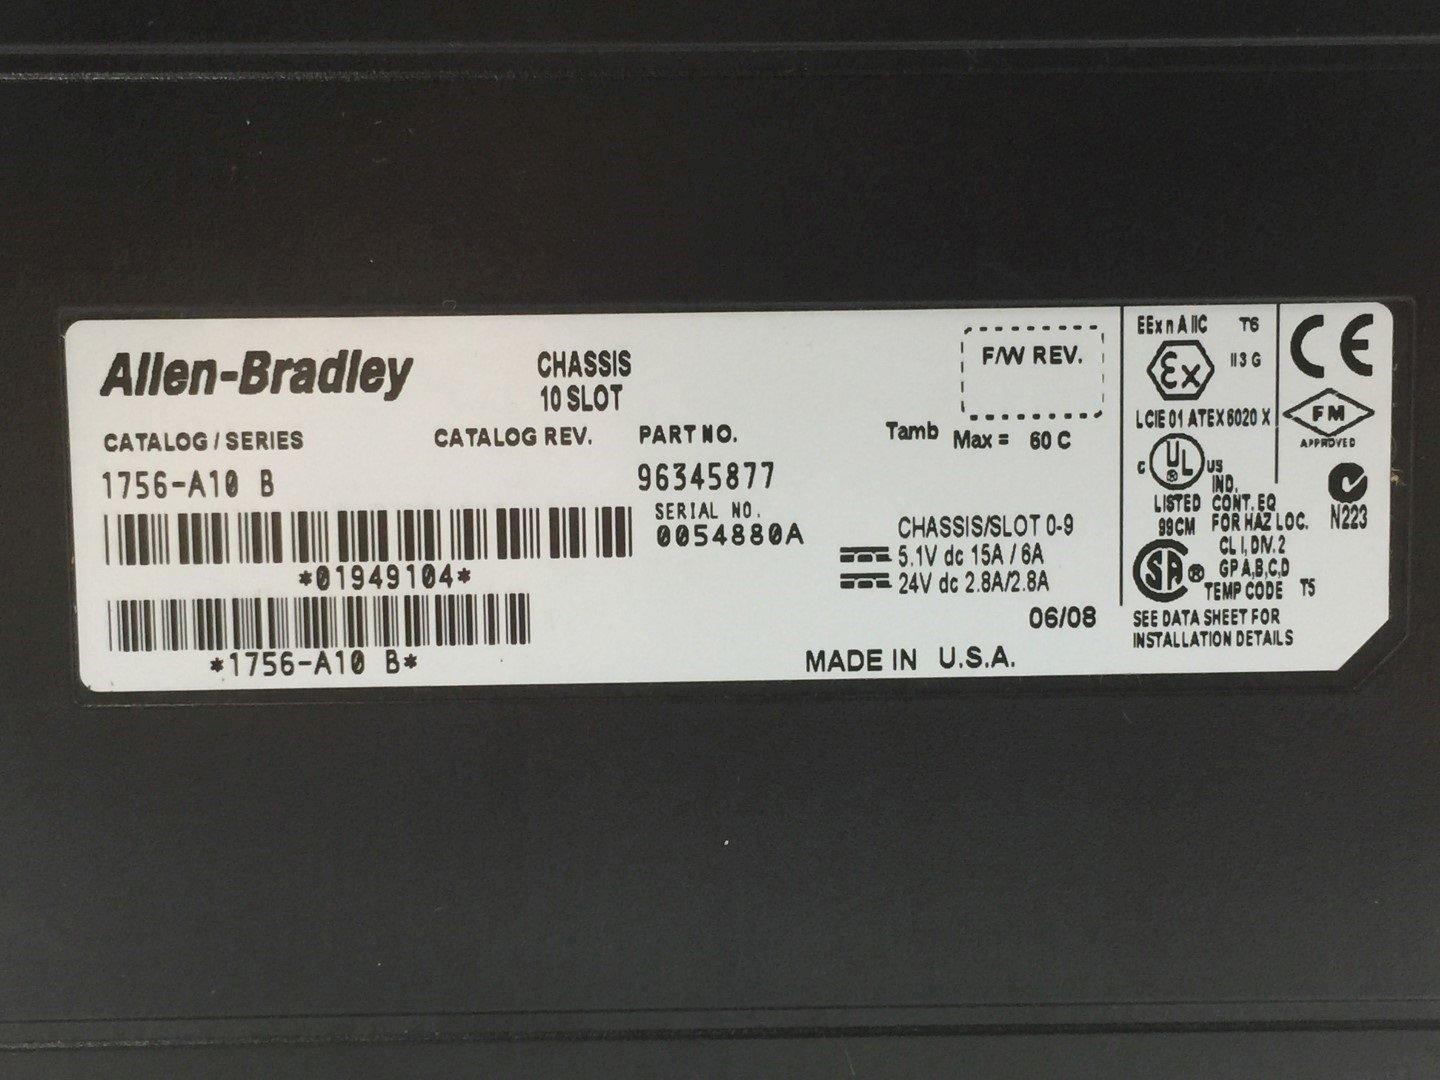 Allen-Bradley
CHASSIS
10 SLOT
F/W REV.
CATALOG / SERIES
CATALOG REV.
PART NO.
Tamb Max = 60 C
1756-A10 B
96345877
SERIAL NO.
0054880A
*01949104*
*1756-A10 B*
CHASSIS/SLOT 0-9
5.1V dc 15A / 6A
24V dc 2.8A/2.8A
06/08
MADE IN U.S.A.
EEx n A IIC T6
Ex II 3 G
LCIE 01 ATEX 6020 X
C UL US
®
LISTED
99CM
IND.
CONT. EQ
FOR HAZ LOC.
SA ®
CL I, DIV. 2
GP A,B,C,D
TEMP CODE T5
SEE DATA SHEET FOR
INSTALLATION DETAILS
CE
FM
APPROVED
N223